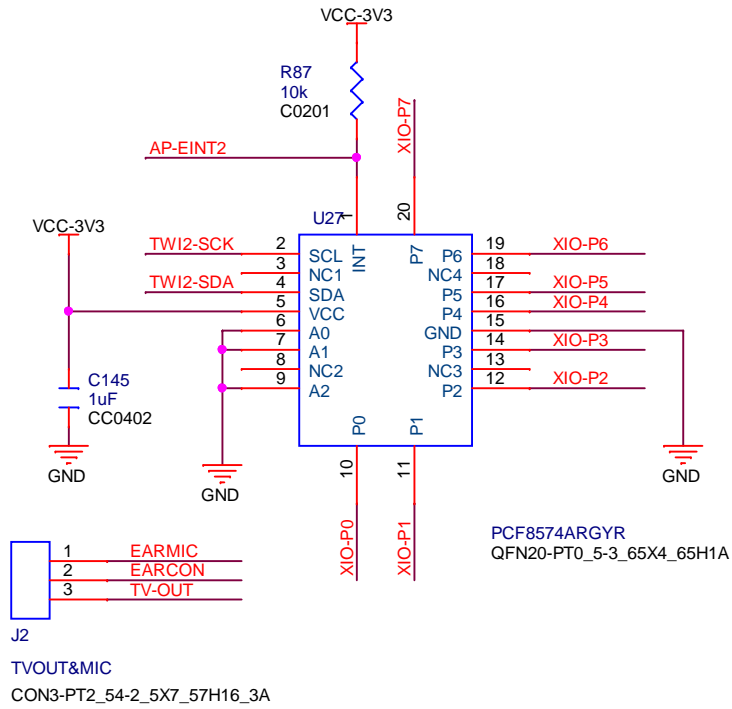 VCC-3V3
R87
10k
C0201
AP-EINT2
XIO-P7
U27
1
20
VCC-3V3
TWI2-SCK 2 SCL
3 NC1
TWI2-SDA 4 SDA
5 VCC
6 A0
7 A1
8 NC2
9 A2
INT
P7
P6 19 XIO-P6
NC4 18
P5 17 XIO-P5
P4 16 XIO-P4
GND 15
P3 14 XIO-P3
NC3 13
P2 12 XIO-P2
P0
P1
10
11
XIO-P0
XIO-P1
C145
1uF
CC0402
GND
GND
GND
PCF8574ARGYR
QFN20-PT0_5-3_65X4_65H1A
1 EARMIC
2 EARCON
3 TV-OUT
J2
TVOUT&MIC
CON3-PT2_54-2_5X7_57H16_3A